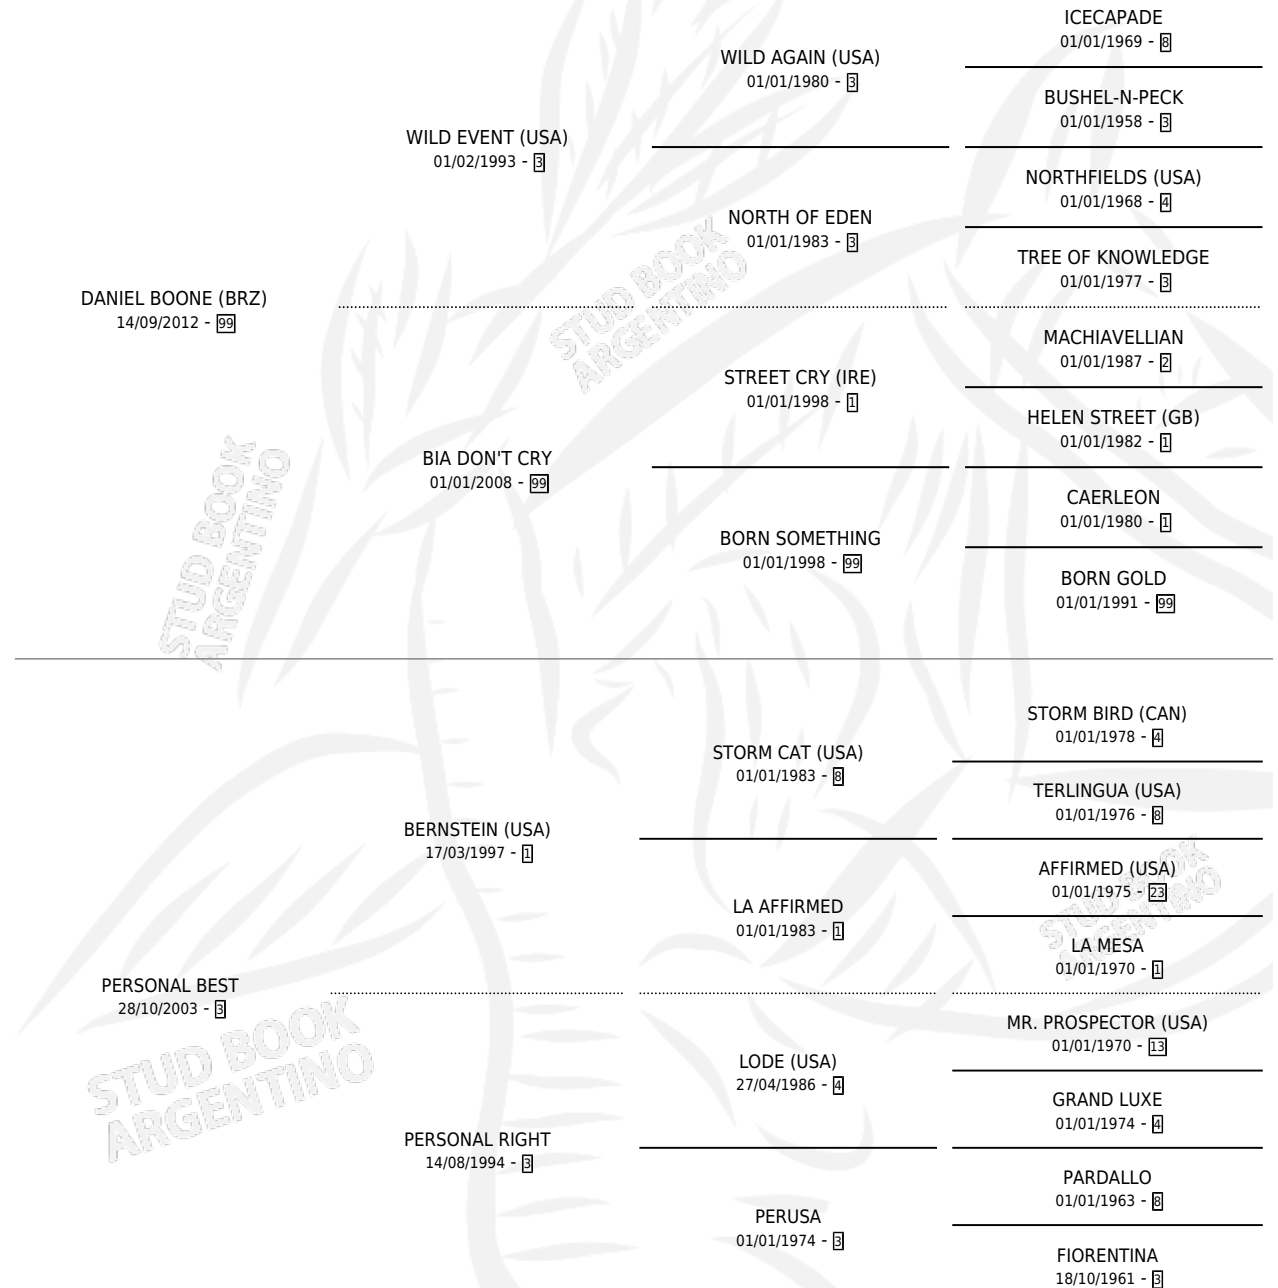 ICECAPADE
01/01/1969 - 8
WILD AGAIN (USA)
01/01/1980 - 3
BUSHEL-N-PECK
01/01/1958 - 3
WILD EVENT (USA)
01/02/1993 - 3
NORTHFIELDS (USA)
01/01/1968 - 4
NORTH OF EDEN
01/01/1983 - 3
TREE OF KNOWLEDGE
01/01/1977 - 3
DANIEL BOONE (BRZ)
14/09/2012 - 99
STUD BOOK
ARGENTINO
MACHIAVELLIAN
01/01/1987 - 2
STREET CRY (IRE)
01/01/1998 - 1
HELEN STREET (GB)
01/01/1982 - 1
BIA DON'T CRY
01/01/2008 - 99
CAERLEON
01/01/1980 - 1
BORN SOMETHING
01/01/1998 - 99
BORN GOLD
01/01/1991 - 99
STUD BOOK
ARGENTINO
STORM BIRD (CAN)
01/01/1978 - 4
STORM CAT (USA)
01/01/1983 - 8
TERLINGUA (USA)
01/01/1976 - 8
BERNSTEIN (USA)
17/03/1997 - 1
AFFIRMED (USA)
01/01/1975 - 23
LA AFFIRMED
01/01/1983 - 1
STUD BOOK
ARGENTINO
LA MESA
01/01/1970 - 1
PERSONAL BEST
28/10/2003 - 3
MR. PROSPECTOR (USA)
01/01/1970 - 13
LODE (USA)
27/04/1986 - 4
STUD BOOK
ARGENTINO
GRAND LUXE
01/01/1974 - 4
PERSONAL RIGHT
14/08/1994 - 3
PARDALLO
01/01/1963 - 8
PERUSA
01/01/1974 - 3
FIORENTINA
18/10/1961 - 3